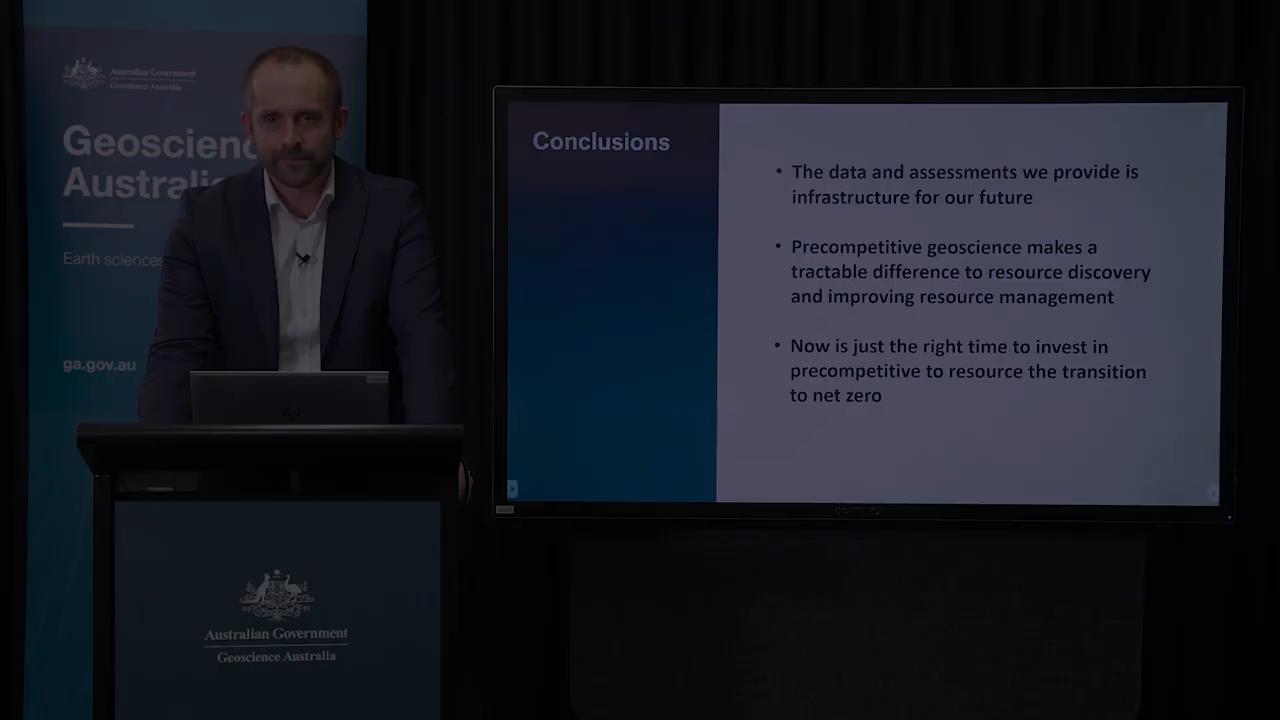 Australian Government
Geoscience Australia
Geoscienc
Australi
Earth sciences
ga.gov.au
Conclusions
• The data and assessments we provide is
infrastructure for our future
• Precompetitive geoscience makes a
tractable difference to resource discovery
and improving resource management
• Now is just the right time to invest in
precompetitive to resource the transition
to net zero
hp
Australian Government
Geoscience Australia